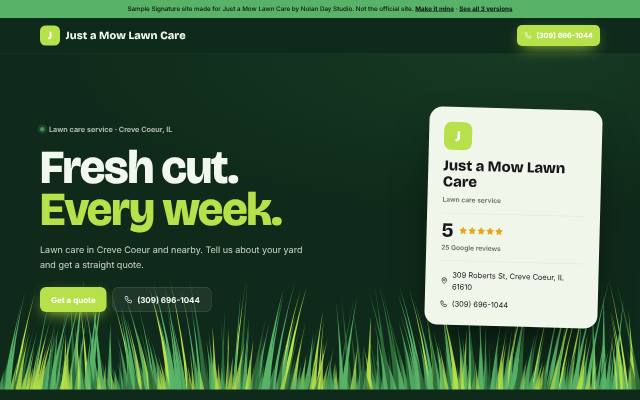 Sample Signature site made for Just a Mow Lawn Care by Nolan Day Studio. Not the official site. Make it mine · See all 3 versions
J Just a Mow Lawn Care
(309) 696-1044
Lawn care service · Creve Coeur, IL
Fresh cut.
Every week.
Lawn care in Creve Coeur and nearby. Tell us about your yard
and get a straight quote.
Get a quote
(309) 696-1044
J
Just a Mow Lawn
Care
Lawn care service
5 ★★★★★
25 Google reviews
309 Roberts St, Creve Coeur, IL
61610
(309) 696-1044